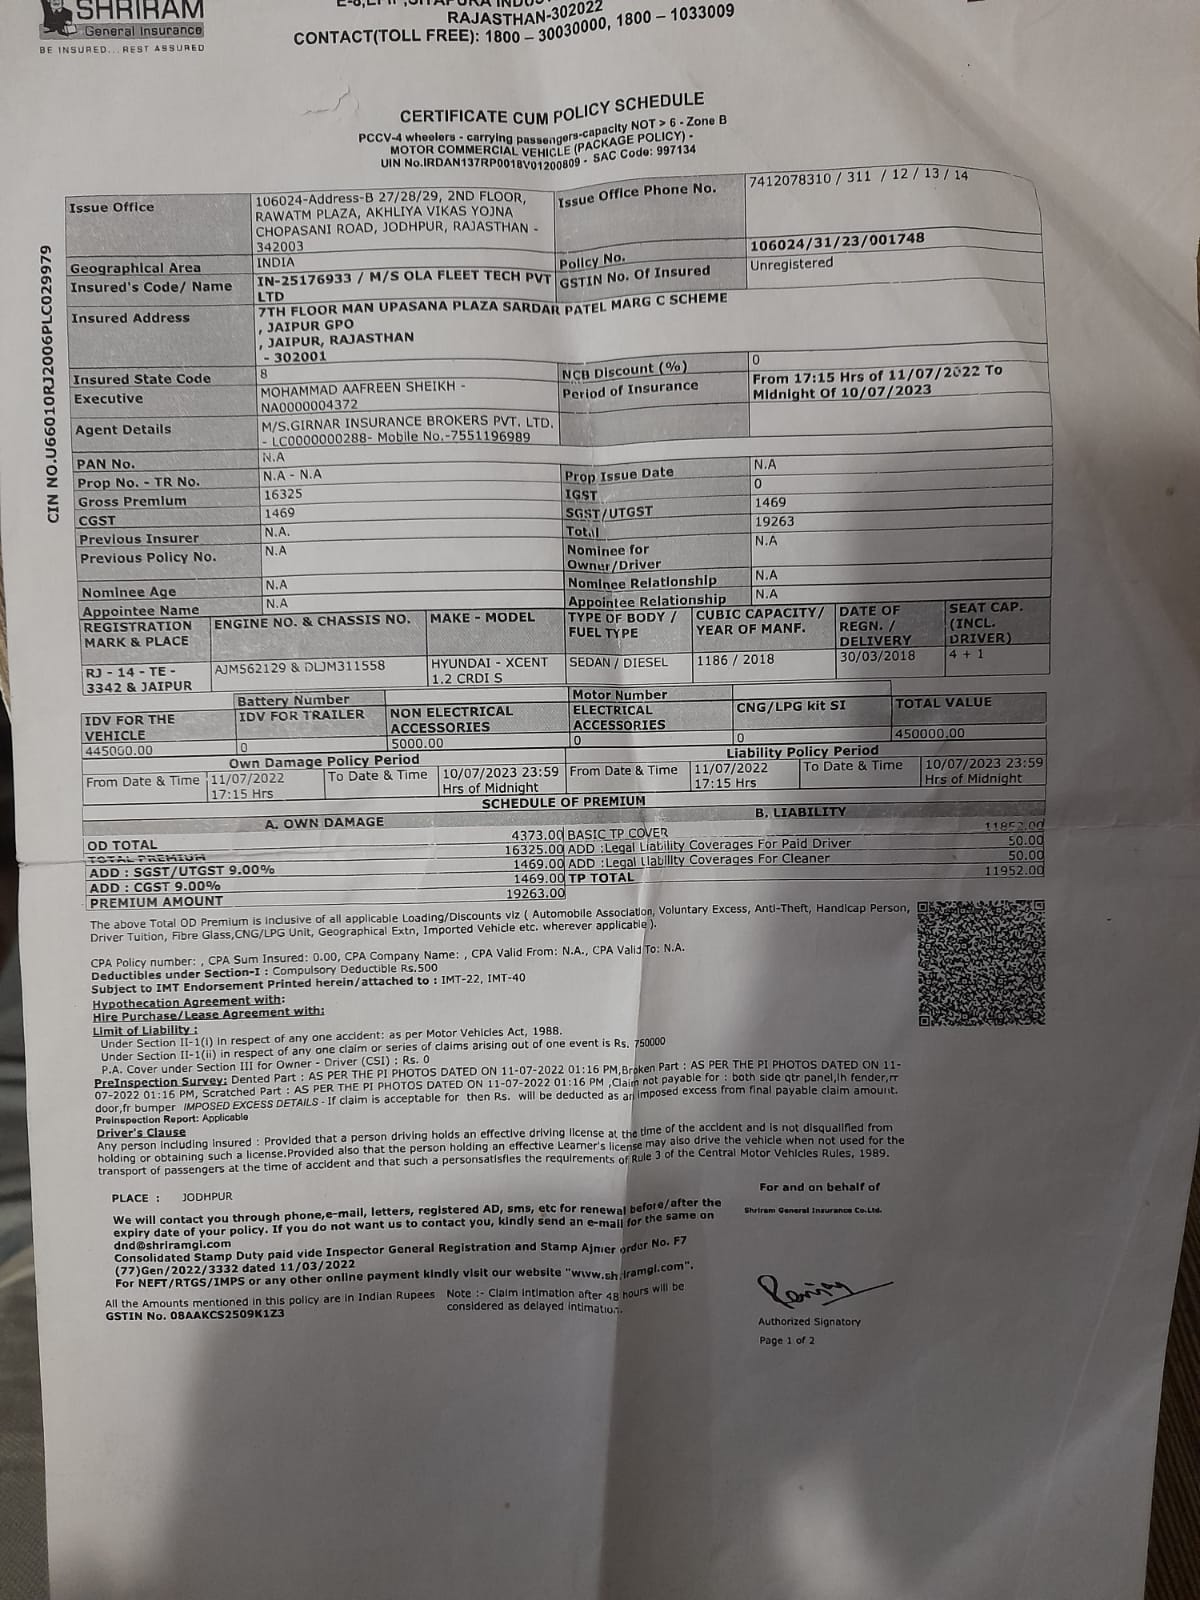 SHRIRAM
General Insurance
BE INSURED...REST ASSURED
RAJASTHAN-302022
CONTACT(TOLL FREE): 1800 – 30030000, 1800 – 1033009
CERTIFICATE CUM POLICY SCHEDULE
PCCV-4 wheelers - carrying passengers-capacity NOT > 6 - Zone B
MOTOR COMMERCIAL VEHICLE (PACKAGE POLICY) -
UIN No.IRDAN137RP0018V01200809 - SAC Code: 997134
CIN NO.U66010RJ2006PLC029979
Issue Office 106024-Address-B 27/28/29, 2ND FLOOR, RAWATM PLAZA, AKHLIYA VIKAS YOJNA CHOPASANI ROAD, JODHPUR, RAJASTHAN - 342003 Issue Office Phone No. 7412078310 / 311 / 12 / 13 / 14
Geographical Area INDIA Policy No. 106024/31/23/001748
Insured's Code/ Name IN-25176933 / M/S OLA FLEET TECH PVT LTD GSTIN No. Of Insured Unregistered
Insured Address 7TH FLOOR MAN UPASANA PLAZA SARDAR PATEL MARG C SCHEME
, JAIPUR GPO
, JAIPUR, RAJASTHAN
- 302001
Insured State Code 8 NCB Discount (%) 0
Executive MOHAMMAD AAFREEN SHEIKH - NA0000004372 Period of Insurance From 17:15 Hrs of 11/07/2022 To Midnight Of 10/07/2023
Agent Details M/S.GIRNAR INSURANCE BROKERS PVT. LTD. - LC0000000288- Mobile No.-7551196989
PAN No. N.A
Prop No. - TR No. N.A - N.A Prop Issue Date N.A
Gross Premium 16325 IGST 0
CGST 1469 SGST/UTGST 1469
Previous Insurer N.A. Total 19263
Previous Policy No. N.A Nominee for Owner/Driver N.A
Nominee Age N.A Nominee Relationship N.A
Appointee Name N.A Appointee Relationship N.A
REGISTRATION MARK & PLACE ENGINE NO. & CHASSIS NO. MAKE - MODEL TYPE OF BODY / FUEL TYPE CUBIC CAPACITY/ YEAR OF MANF. DATE OF REGN. / DELIVERY SEAT CAP. (INCL. DRIVER)
RJ - 14 - TE - 3342 & JAIPUR AJM562129 & DLJM311558 HYUNDAI - XCENT 1.2 CRDI S SEDAN / DIESEL 1186 / 2018 30/03/2018 4 + 1
Battery Number Motor Number
IDV FOR THE VEHICLE IDV FOR TRAILER NON ELECTRICAL ACCESSORIES ELECTRICAL ACCESSORIES CNG/LPG kit SI TOTAL VALUE
445000.00 0 5000.00 0 0 450000.00
Own Damage Policy Period Liability Policy Period
From Date & Time 11/07/2022 17:15 Hrs To Date & Time 10/07/2023 23:59 Hrs of Midnight From Date & Time 11/07/2022 17:15 Hrs To Date & Time 10/07/2023 23:59 Hrs of Midnight
SCHEDULE OF PREMIUM
A. OWN DAMAGE B. LIABILITY
OD TOTAL 4373.00 BASIC TP COVER 11852.00
TOTAL PREMIUM 16325.00 ADD :Legal Liability Coverages For Paid Driver 50.00
ADD : SGST/UTGST 9.00% 1469.00 ADD :Legal Liability Coverages For Cleaner 50.00
ADD : CGST 9.00% 1469.00 TP TOTAL 11952.00
PREMIUM AMOUNT 19263.00
The above Total OD Premium is inclusive of all applicable Loading/Discounts viz ( Automobile Association, Voluntary Excess, Anti-Theft, Handicap Person,
Driver Tuition, Fibre Glass,CNG/LPG Unit, Geographical Extn, Imported Vehicle etc. wherever applicable ).
CPA Policy number: , CPA Sum Insured: 0.00, CPA Company Name: , CPA Valid From: N.A., CPA Valid To: N.A.
Deductibles under Section-I : Compulsory Deductible Rs.500
Subject to IMT Endorsement Printed herein/attached to : IMT-22, IMT-40
Hypothecation Agreement with:
Hire Purchase/Lease Agreement with:
Limit of Liability :
Under Section II-1(i) in respect of any one accident: as per Motor Vehicles Act, 1988.
Under Section II-1(ii) in respect of any one claim or series of claims arising out of one event is Rs. 750000
P.A. Cover under Section III for Owner - Driver (CSI) : Rs. 0
PreInspection Survey: Dented Part : AS PER THE PI PHOTOS DATED ON 11-07-2022 01:16 PM,Broken Part : AS PER THE PI PHOTOS DATED ON 11-
07-2022 01:16 PM, Scratched Part : AS PER THE PI PHOTOS DATED ON 11-07-2022 01:16 PM ,Claim not payable for : both side qtr panel,lh fender,rr
door,fr bumper IMPOSED EXCESS DETAILS - If claim is acceptable for then Rs. will be deducted as an imposed excess from final payable claim amount.
PreInspection Report: Applicable
Driver's Clause
Any person including insured : Provided that a person driving holds an effective driving license at the time of the accident and is not disqualified from
holding or obtaining such a license.Provided also that the person holding an effective Learner's license may also drive the vehicle when not used for the
transport of passengers at the time of accident and that such a personsatisfies the requirements of Rule 3 of the Central Motor Vehicles Rules, 1989.
PLACE : JODHPUR
For and on behalf of
Shriram General Insurance Co.Ltd.
We will contact you through phone,e-mail, letters, registered AD, sms, etc for renewal before/after the
expiry date of your policy. If you do not want us to contact you, kindly send an e-mail for the same on
dnd@shriramgi.com
Consolidated Stamp Duty paid vide Inspector General Registration and Stamp Ajmer order No. F7
(77)Gen/2022/3332 dated 11/03/2022
For NEFT/RTGS/IMPS or any other online payment kindly visit our website "www.shriramgi.com".
All the Amounts mentioned in this policy are in Indian Rupees Note :- Claim intimation after 48 hours will be
GSTIN No. 08AAKCS2509K1Z3 considered as delayed intimation.
Authorized Signatory
Page 1 of 2